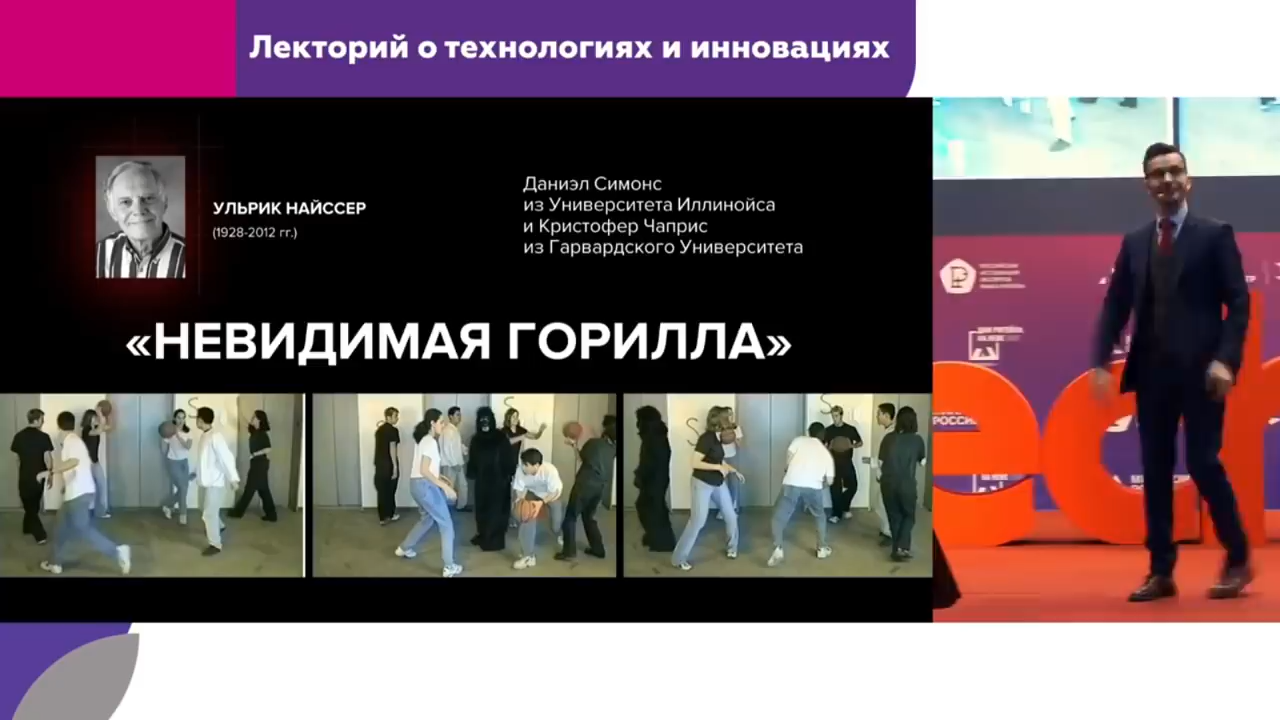 Лекторий о технологиях и инновациях
УЛЬРИК НАЙССЕР
(1928-2012 гг.)
Даниэл Симонс
из Университета Иллинойса
и Кристофер Чаприс
из Гарвардского Университета
«НЕВИДИМАЯ ГОРИЛЛА»